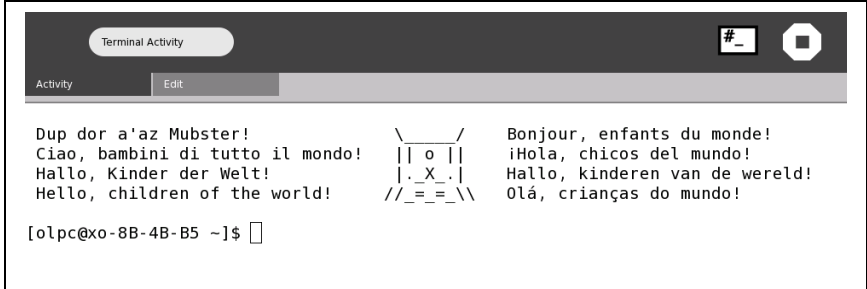 Terminal Activity
#_
Activity Edit
Dup dor a'az Mubster! \_____/ Bonjour, enfants du monde!
Ciao, bambini di tutto il mondo! || o || ¡Hola, chicos del mundo!
Hallo, Kinder der Welt! |._X_.| Hallo, kinderen van de wereld!
Hello, children of the world! //_=_=_\\ Olá, crianças do mundo!
[olpc@xo-8B-4B-B5 ~]$